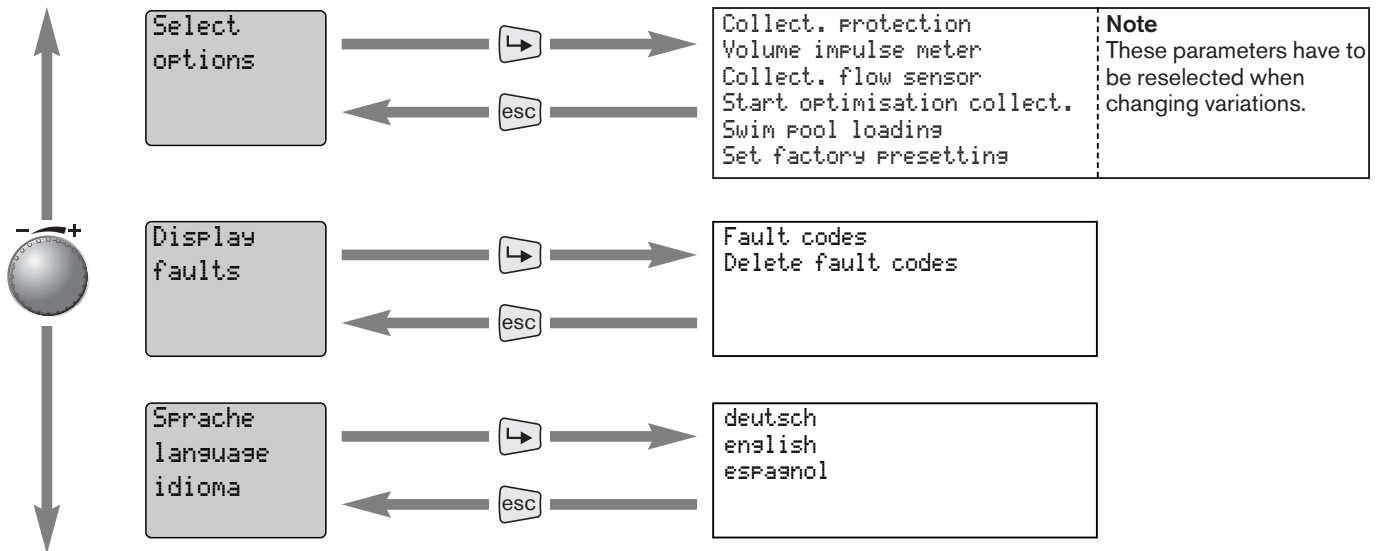 Select
options
Collect. protection
Volume impulse meter
Collect. flow sensor
Start optimisation collect.
Swim pool loading
Set factory presetting
Note
These parameters have to
be reselected when
changing variations.
esc
- +
Display
faults
Fault codes
Delete fault codes
esc
Sprache
language
idioma
deutsch
english
espagnol
esc